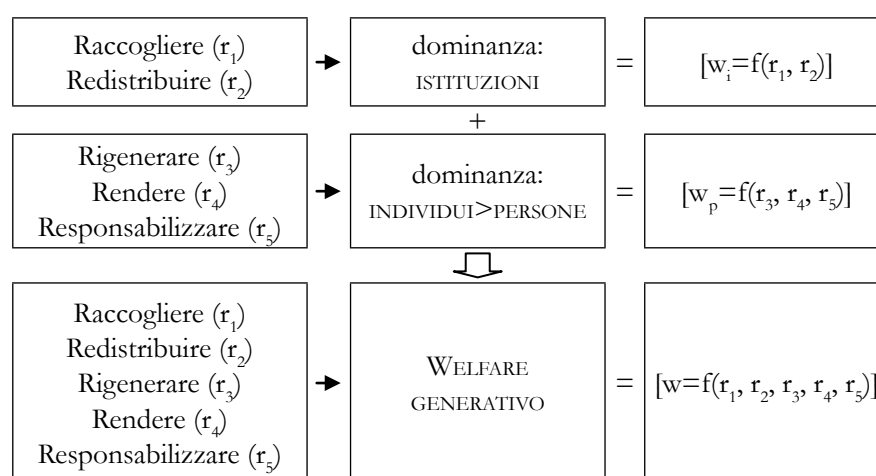 Raccogliere (r₁)
Redistribuire (r₂)
dominanza:
ISTITUZIONI
=
[wᵢ=f(r₁, r₂)]
+
Rigenerare (r₃)
Rendere (r₄)
Responsabilizzare (r₅)
dominanza:
INDIVIDUI>PERSONE
=
[wₚ=f(r₃, r₄, r₅)]
Raccogliere (r₁)
Redistribuire (r₂)
Rigenerare (r₃)
Rendere (r₄)
Responsabilizzare (r₅)
WELFARE
GENERATIVO
=
[w=f(r₁, r₂, r₃, r₄, r₅)]